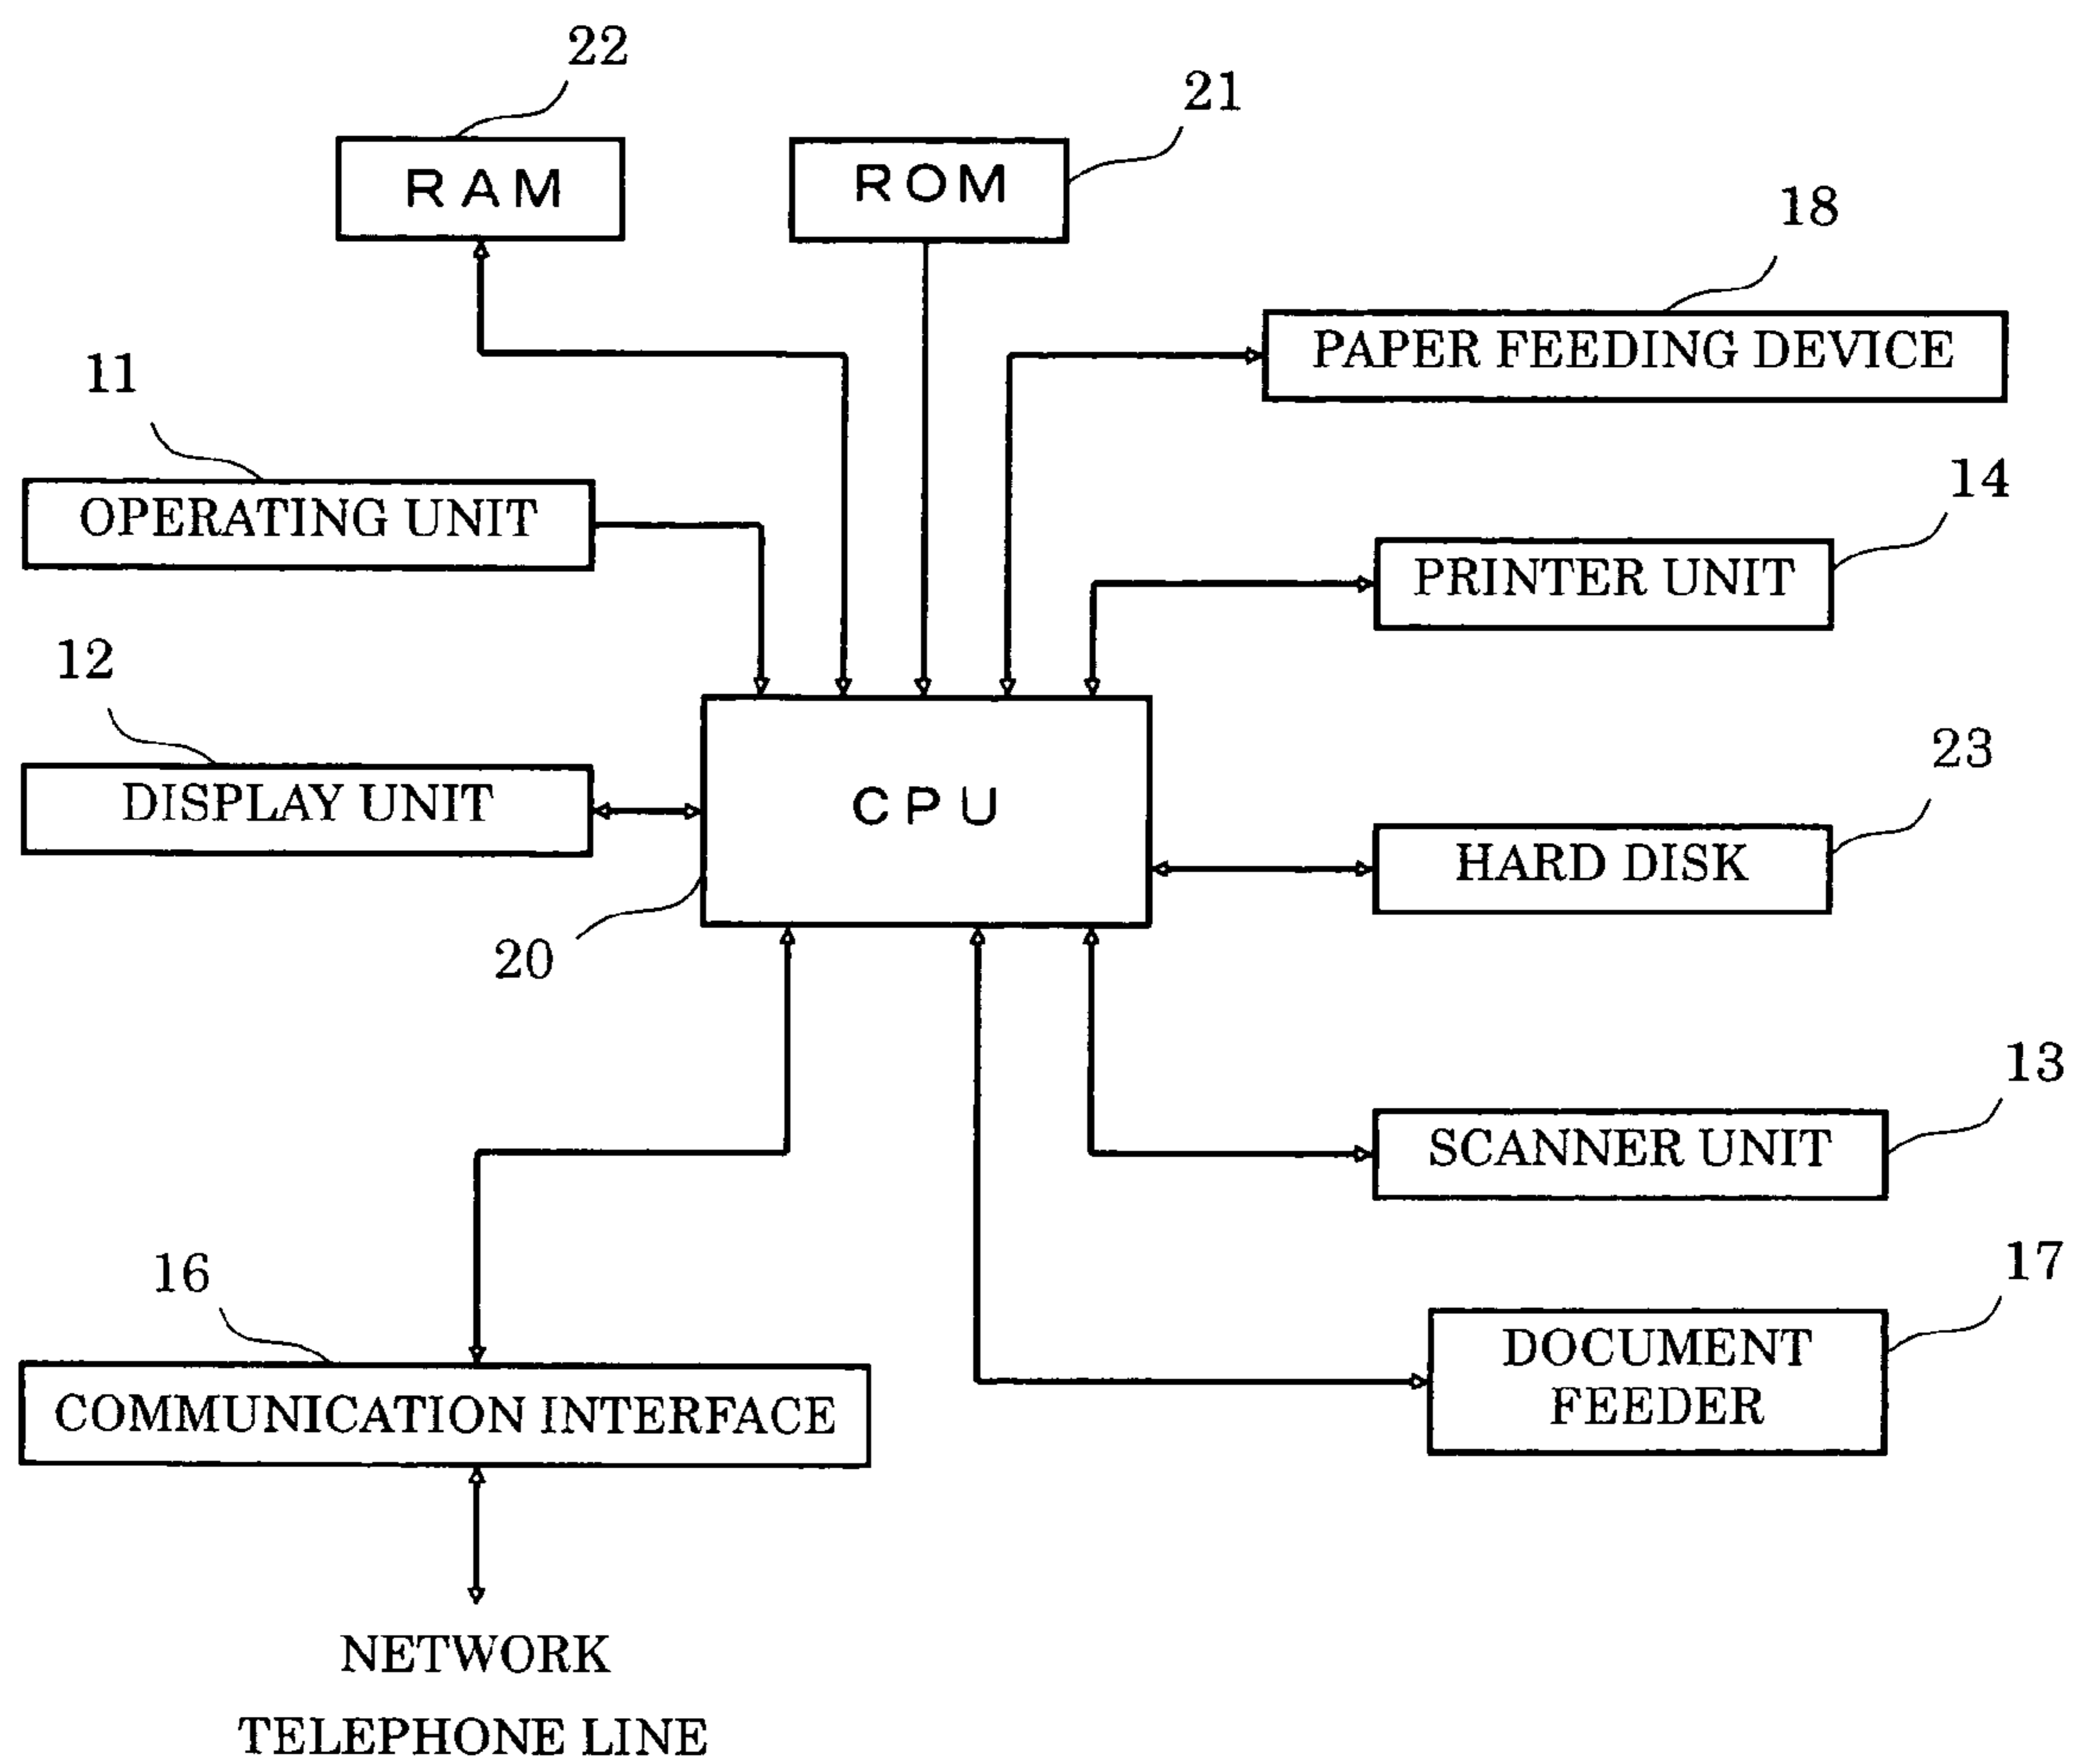 22
21
RAM
ROM
18
PAPER FEEDING DEVICE
11
OPERATING UNIT
14
PRINTER UNIT
12
DISPLAY UNIT
CPU
23
HARD DISK
20
13
SCANNER UNIT
16
17
COMMUNICATION INTERFACE
DOCUMENT
FEEDER
NETWORK
TELEPHONE LINE